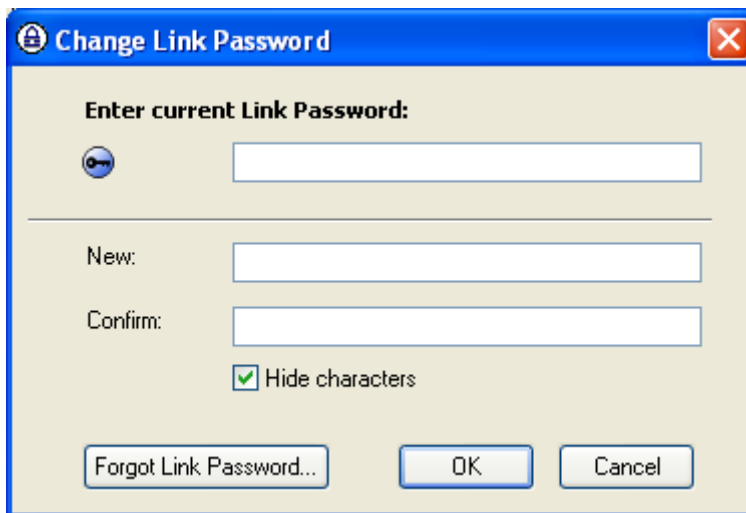 Change Link Password
Enter current Link Password:
New:
Confirm:
Hide characters
Forgot Link Password...
OK
Cancel